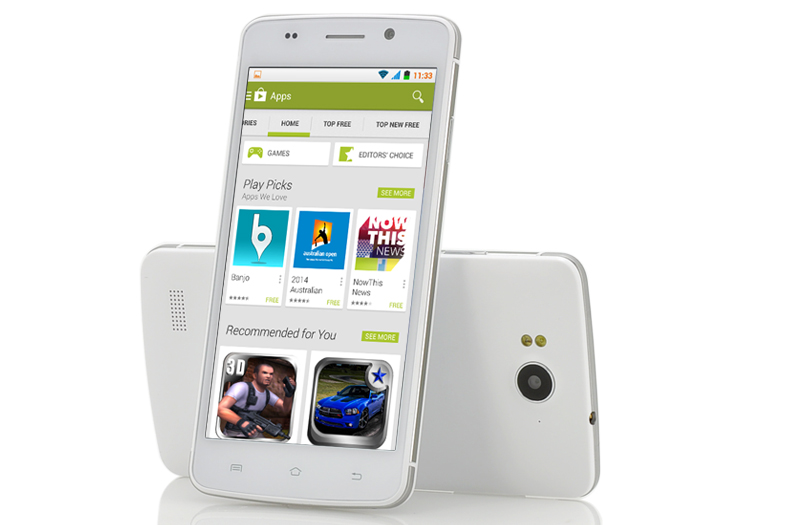 11:33
Apps
RIES
HOME
TOP FREE
TOP NEW FREE
GAMES
EDITORS' CHOICE
Play Picks
Apps We Love
SEE MORE
b
australian open
NOW
THIS
NEWS
Banjo
FREE
2014
Australian
FREE
NowThis
News
FREE
Recommended for You
SEE MORE
3D